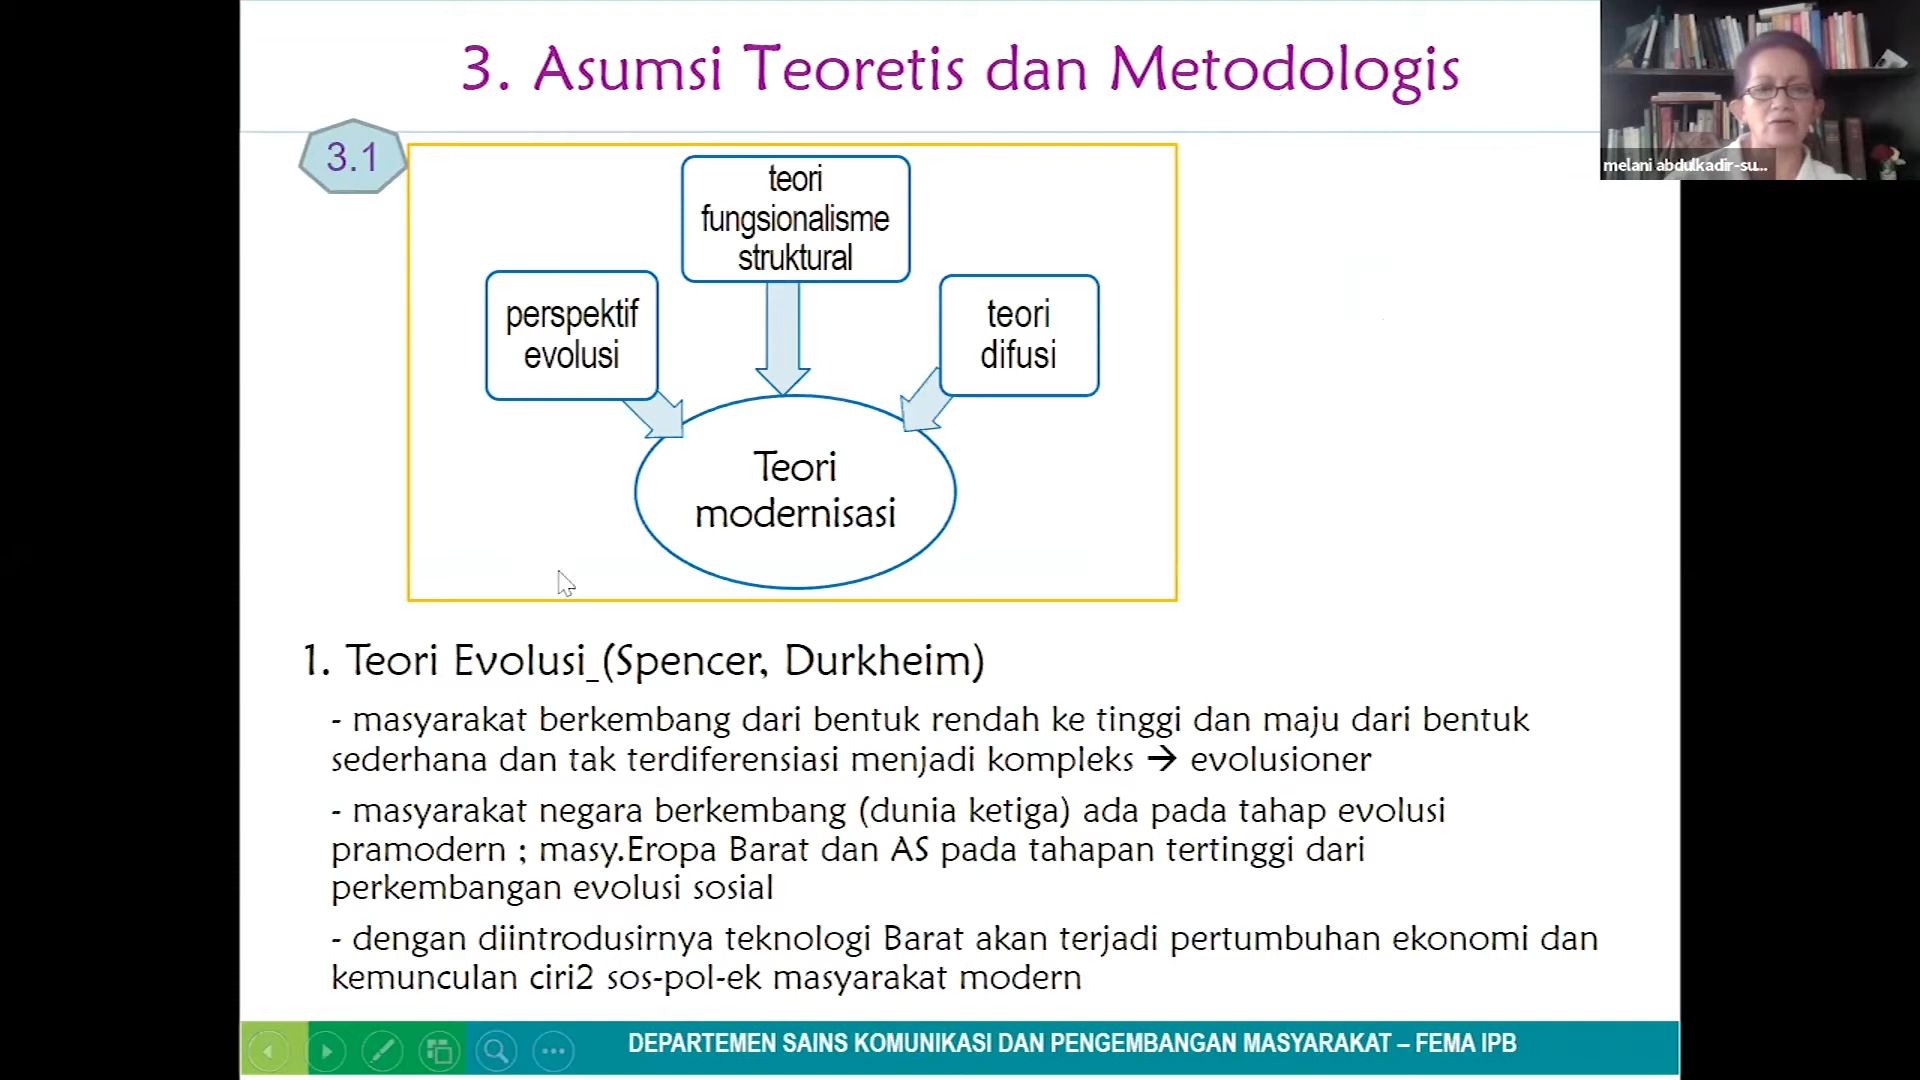 3. Asumsi Teoretis dan Metodologis
melani abdulkadir-su...
3.1
teori
fungsionalisme
struktural
perspektif
evolusi
teori
difusi
Teori
modernisasi
1. Teori Evolusi_(Spencer, Durkheim)
- masyarakat berkembang dari bentuk rendah ke tinggi dan maju dari bentuk
sederhana dan tak terdiferensiasi menjadi kompleks → evolusioner
- masyarakat negara berkembang (dunia ketiga) ada pada tahap evolusi
pramodern ; masy.Eropa Barat dan AS pada tahapan tertinggi dari
perkembangan evolusi sosial
- dengan diintrodusirnya teknologi Barat akan terjadi pertumbuhan ekonomi dan
kemunculan ciri2 sos-pol-ek masyarakat modern
DEPARTEMEN SAINS KOMUNIKASI DAN PENGEMBANGAN MASYARAKAT – FEMA IPB